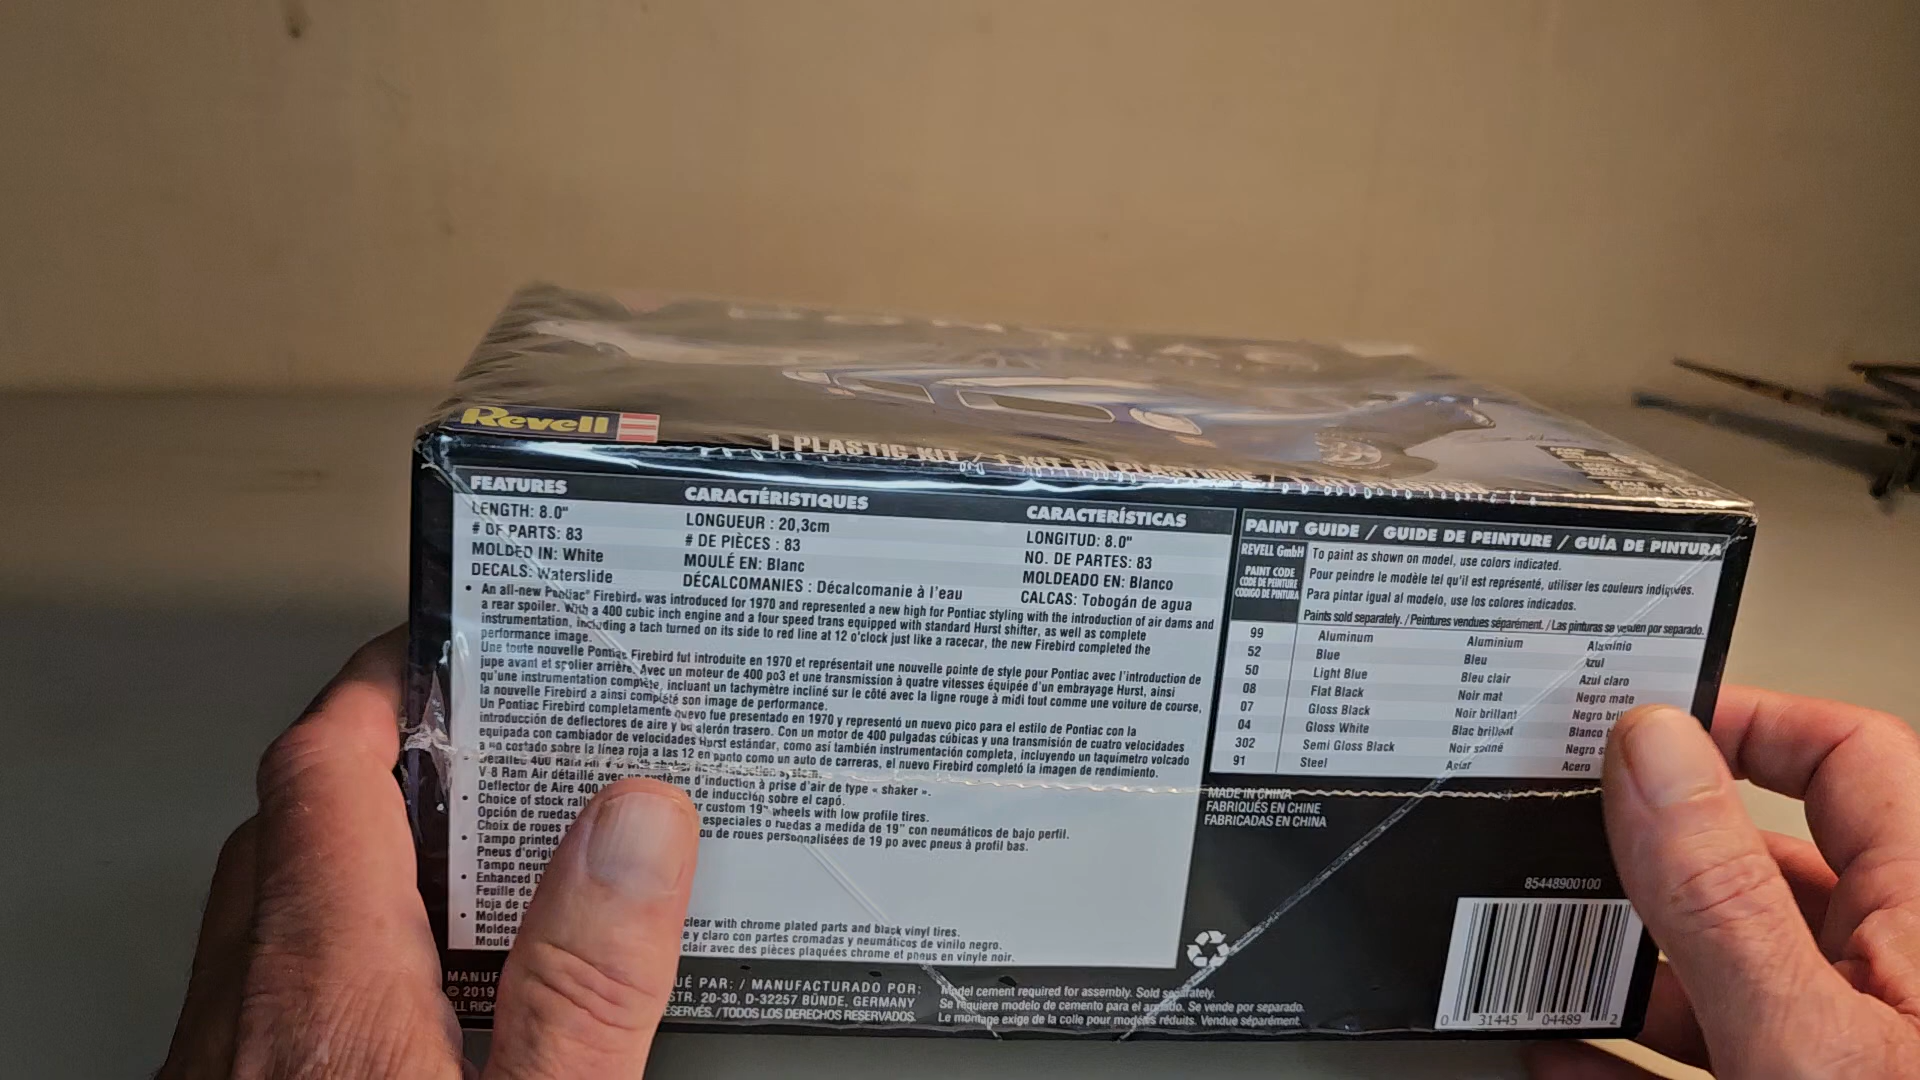 Revell
1 PLASTIC KIT / 1 KIT EN PLASTIQUE /
FEATURES
LENGTH: 8.0"
# OF PARTS: 83
MOLDED IN: White
DECALS: Waterslide
CARACTÉRISTIQUES
LONGUEUR : 20,3cm
# DE PIÈCES : 83
MOULÉ EN: Blanc
DÉCALCOMANIES : Décalcomanie à l'eau
CARACTERÍSTICAS
LONGITUD: 8.0"
NO. DE PARTES: 83
MOLDEADO EN: Blanco
CALCAS: Tobogán de agua
• An all-new Pontiac® Firebird® was introduced for 1970 and represented a new high for Pontiac styling with the introduction of air dams and
a rear spoiler. With a 400 cubic inch engine and a four speed trans equipped with standard Hurst shifter, as well as complete
instrumentation, including a tach turned on its side to red line at 12 o'clock just like a racecar, the new Firebird completed the
performance image.
Une toute nouvelle Pontiac Firebird fut introduite en 1970 et représentait une nouvelle pointe de style pour Pontiac avec l'introduction de
jupe avant et spolier arrière. Avec un moteur de 400 po3 et une transmission à quatre vitesses équipée d'un embrayage Hurst, ainsi
qu'une instrumentation complète, incluant un tachymètre incliné sur le côté avec la ligne rouge à midi tout comme une voiture de course,
la nouvelle Firebird a ainsi complété son image de performance.
Un Pontiac Firebird completamente nuevo fue presentado en 1970 y representó un nuevo pico para el estilo de Pontiac con la
introducción de deflectores de aire y un alerón trasero. Con un motor de 400 pulgadas cúbicas y una transmisión de cuatro velocidades
equipada con cambiador de velocidades Hurst estándar, como así también instrumentación completa, incluyendo un taquímetro volcado
a un costado sobre la línea roja a las 12 en punto como un auto de carreras, el nuevo Firebird completó la imagen de rendimiento.
• Detailed 400 Ram Air V-8 with shaker hood induction system.
V-8 Ram Air détaillé avec un système d'induction à prise d'air de type « shaker ».
Deflector de Aire 400 de inducción sobre el capó.
• Choice of stock or custom 19" wheels with low profile tires.
Opción de ruedas especiales o ruedas a medida de 19" con neumáticos de bajo perfil.
Choix de roues ou de roues personnalisées de 19 po avec pneus à profil bas.
• Tampo printed
Pneus
Tampo
• Enhanced
Feuille de
Hoja de
• Molded clear with chrome plated parts and black vinyl tires.
y claro con partes cromadas y neumáticos de vinilo negro.
Moulé clair avec des pièces plaquées chrome et pneus en vinyle noir.
PAR: / MANUFACTURADO POR:
© 2019 STR. 20-30, D-32257 BÜNDE, GERMANY
/ TODOS LOS DERECHOS RESERVADOS.
Model cement required for assembly. Sold separately.
Se requiere modelo de cemento para el armado. Se vende por separado.
Le montage exige de la colle pour modèles réduits. Vendue séparément.
PAINT GUIDE / GUIDE DE PEINTURE / GUÍA DE PINTURA
REVELL GmbH
PAINT CODE
CODE DE PEINTURE
CODIGO DE PINTURA
To paint as shown on model, use colors indicated.
Pour peindre le modèle tel qu'il est représenté, utiliser les couleurs indiquées.
Para pintar igual al modelo, use los colores indicados.
Paints sold separately. / Peintures vendues séparément. / Las pinturas se venden por separado.
99 Aluminum Aluminium Aluminio
52 Blue Bleu Azul
50 Light Blue Bleu clair Azul claro
08 Flat Black Noir mat Negro mate
07 Gloss Black Noir brillant Negro
04 Gloss White Blac brillant Blanco
302 Semi Gloss Black Noir satiné Negro
91 Steel Acier Acero
MADE IN CHINA
FABRIQUÉS EN CHINE
FABRICADAS EN CHINA
85448900100
0 31445 04489 2